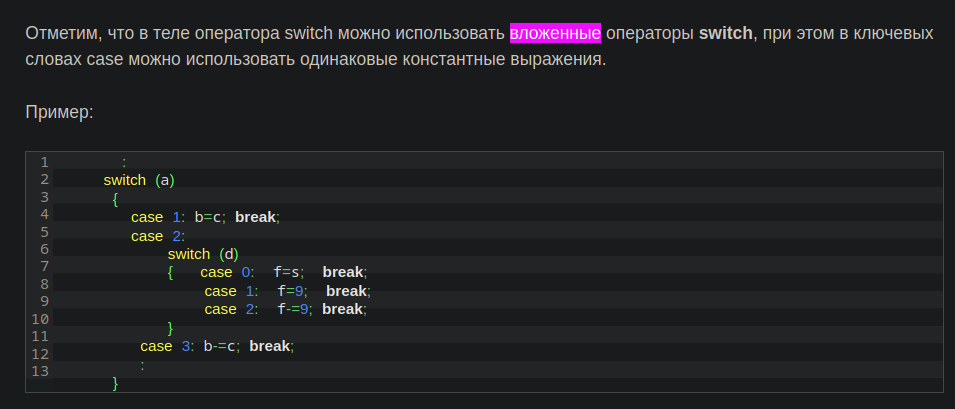 Отметим, что в теле оператора switch можно использовать вложенные операторы switch, при этом в ключевых
словах case можно использовать одинаковые константные выражения.
Пример:
1 :
2 switch (a)
3 {
4 case 1: b=c; break;
5 case 2:
6 switch (d)
7 { case 0: f=s; break;
8 case 1: f=9; break;
9 case 2: f-=9; break;
10 }
11 case 3: b-=c; break;
12 :
13 }